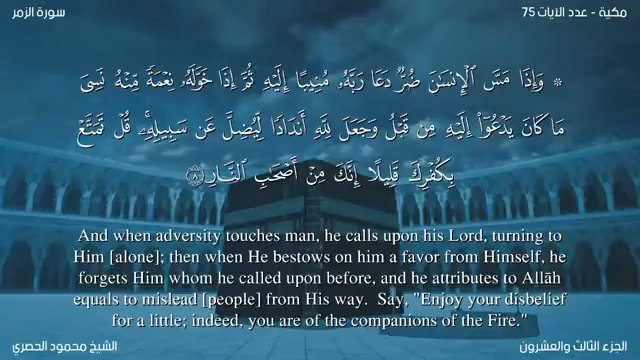 سورة الزمر
مكية - عدد الآيات 75
۞ وَإِذَا مَسَّ ٱلْإِنسَٰنَ ضُرٌّ دَعَا رَبَّهُۥ مُنِيبًا إِلَيْهِ ثُمَّ إِذَا خَوَّلَهُۥ نِعْمَةً مِّنْهُ نَسِىَ
مَا كَانَ يَدْعُوٓا۟ إِلَيْهِ مِن قَبْلُ وَجَعَلَ لِلَّهِ أَندَادًا لِّيُضِلَّ عَن سَبِيلِهِۦۚ قُلْ تَمَتَّعْ
بِكُفْرِكَ قَلِيلًا إِنَّكَ مِنْ أَصْحَٰبِ ٱلنَّارِ ٨
And when adversity touches man, he calls upon his Lord, turning to
Him [alone]; then when He bestows on him a favor from Himself, he
forgets Him whom he called upon before, and he attributes to Allāh
equals to mislead [people] from His way. Say, "Enjoy your disbelief
for a little; indeed, you are of the companions of the Fire."
الشيخ محمود الحصري
الجزء الثالث والعشرون